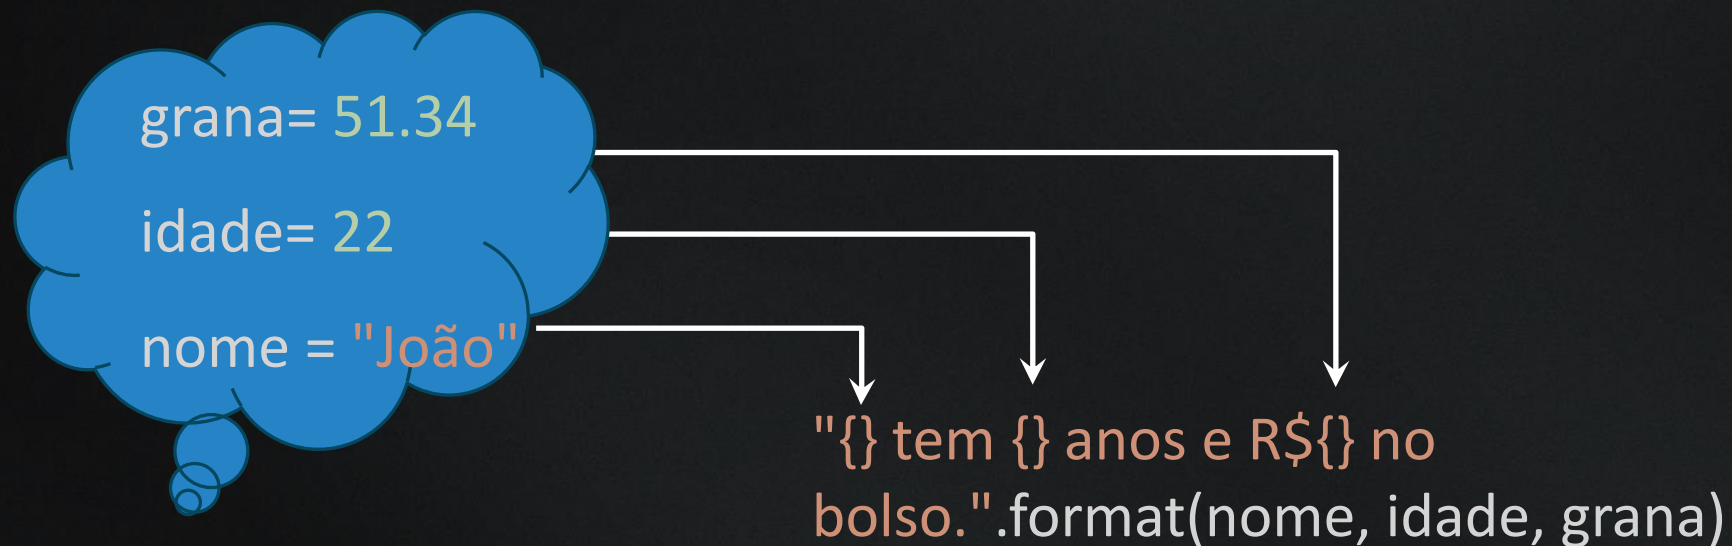 grana= 51.34
idade= 22
nome = "João"
"{} tem {} anos e R${} no
bolso.".format(nome, idade, grana)